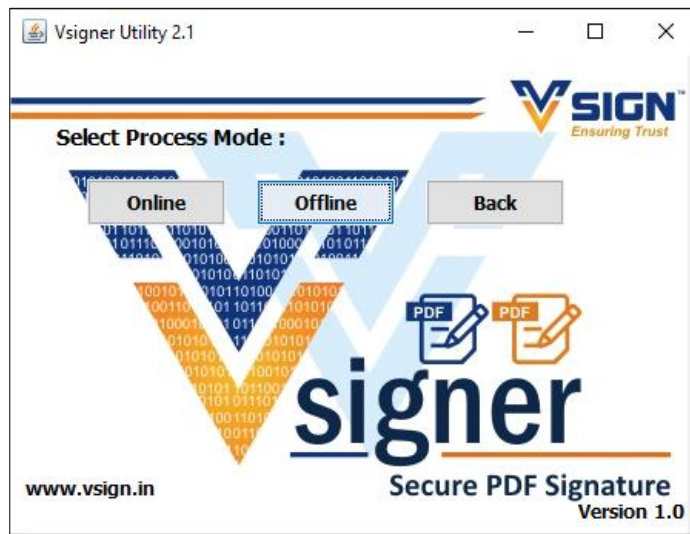 Vsigner Utility 2.1
VSIGN™
Ensuring Trust
Select Process Mode :
Online
Offline
Back
PDF
PDF
signer
Secure PDF Signature
www.vsign.in
Version 1.0